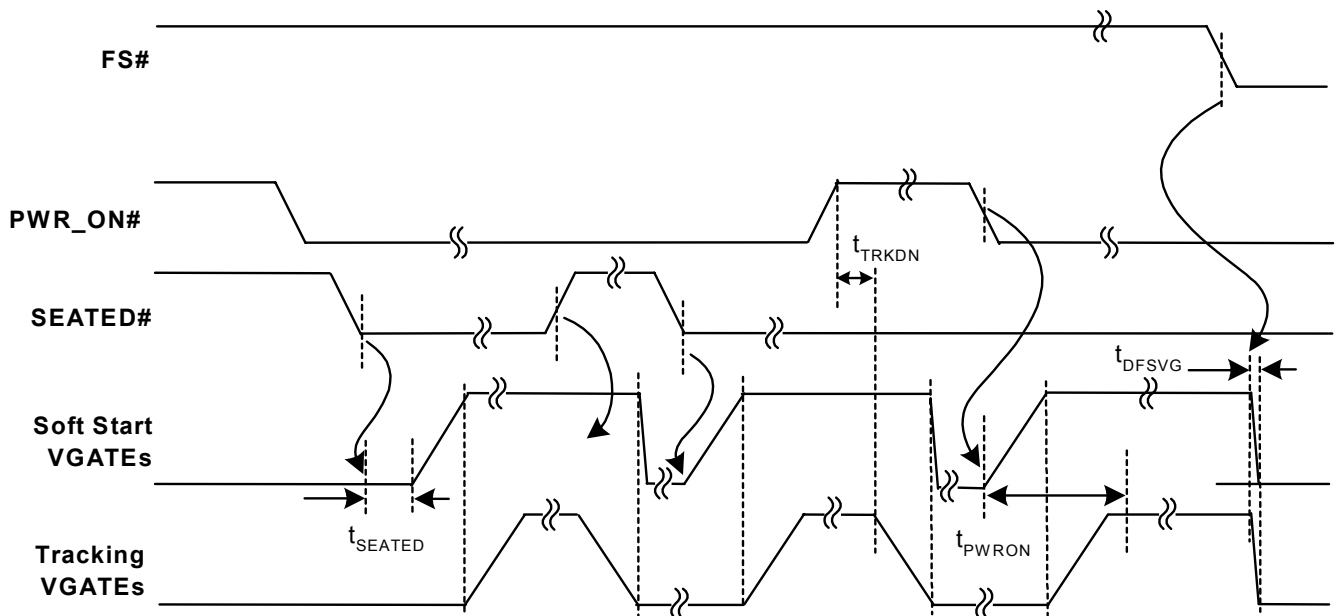 FS#
PWR_ON#
tTRKDN
SEATED#
tDFSVG
Soft Start
VGATEs
tSEATED
tPWRON
Tracking
VGATEs